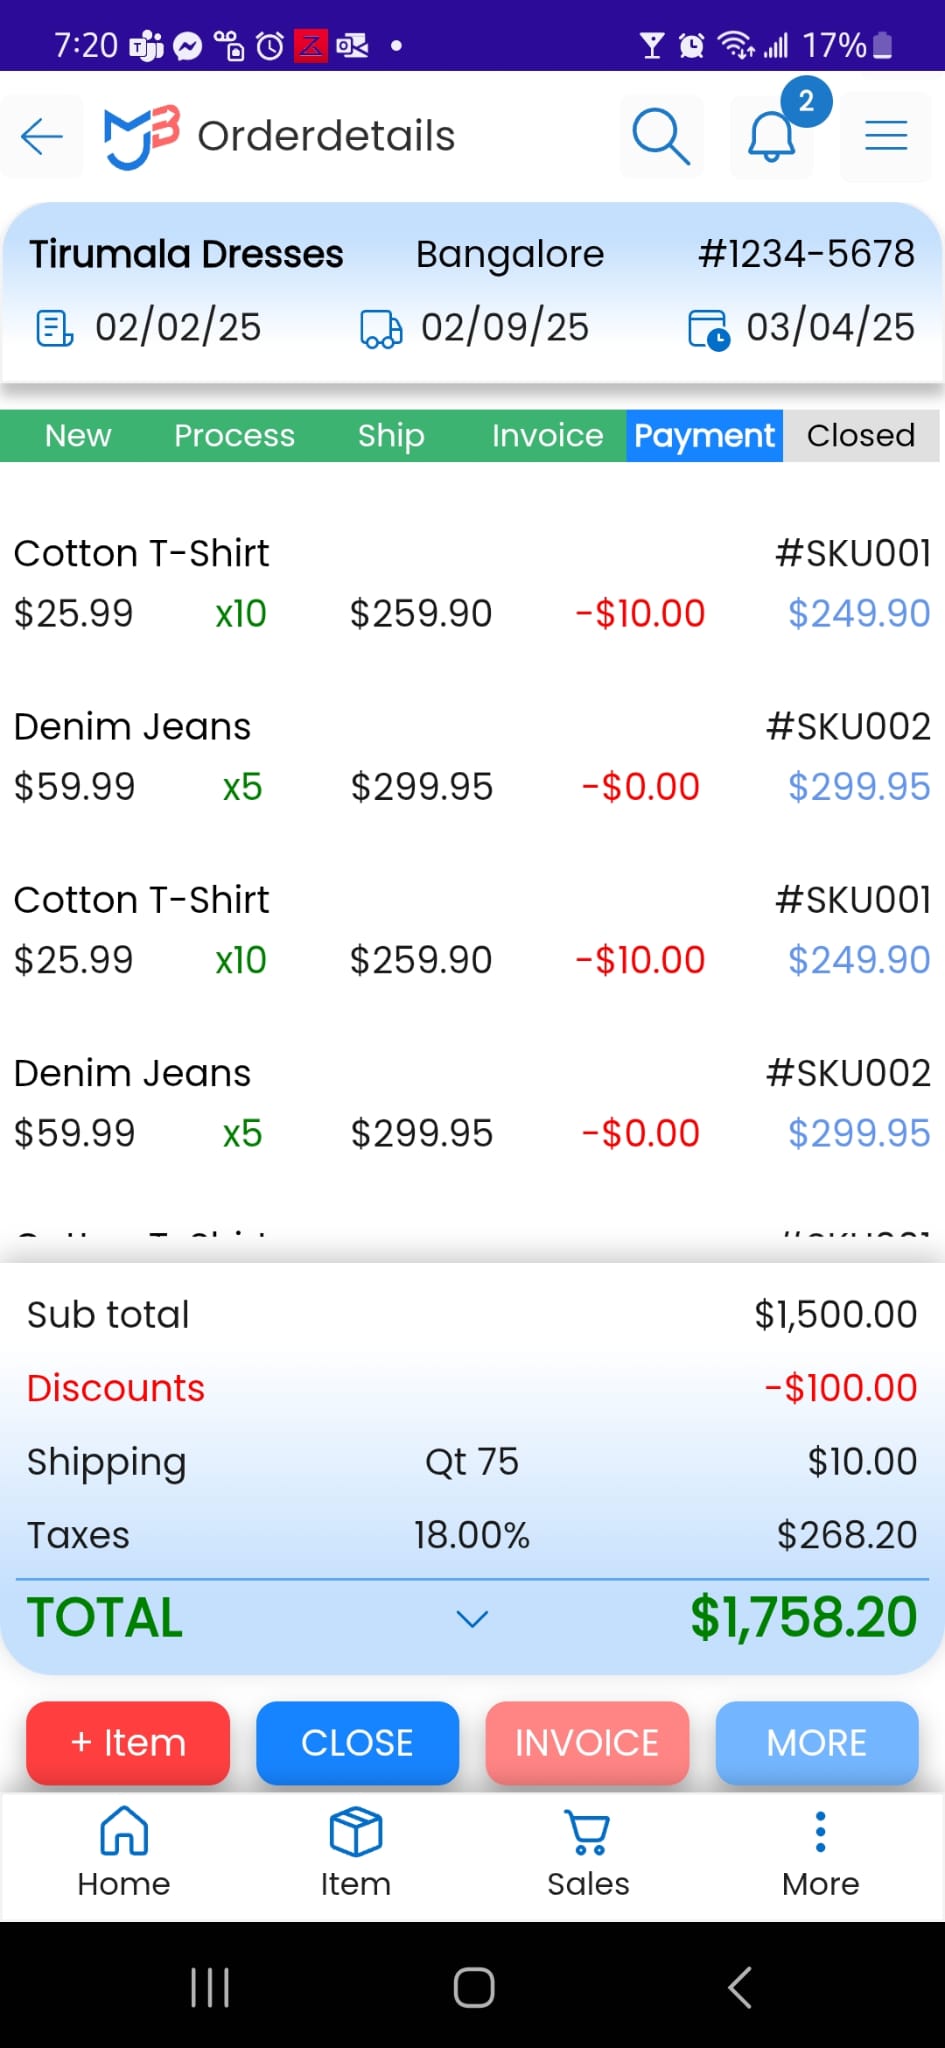 7:20 17%
Orderdetails 2
Tirumala Dresses Bangalore #1234-5678
02/02/25 02/09/25 03/04/25
New Process Ship Invoice Payment Closed
Cotton T-Shirt #SKU001
$25.99 x10 $259.90 -$10.00 $249.90
Denim Jeans #SKU002
$59.99 x5 $299.95 -$0.00 $299.95
Cotton T-Shirt #SKU001
$25.99 x10 $259.90 -$10.00 $249.90
Denim Jeans #SKU002
$59.99 x5 $299.95 -$0.00 $299.95
Sub total $1,500.00
Discounts -$100.00
Shipping Qt 75 $10.00
Taxes 18.00% $268.20
TOTAL $1,758.20
+ Item CLOSE INVOICE MORE
Home Item Sales More